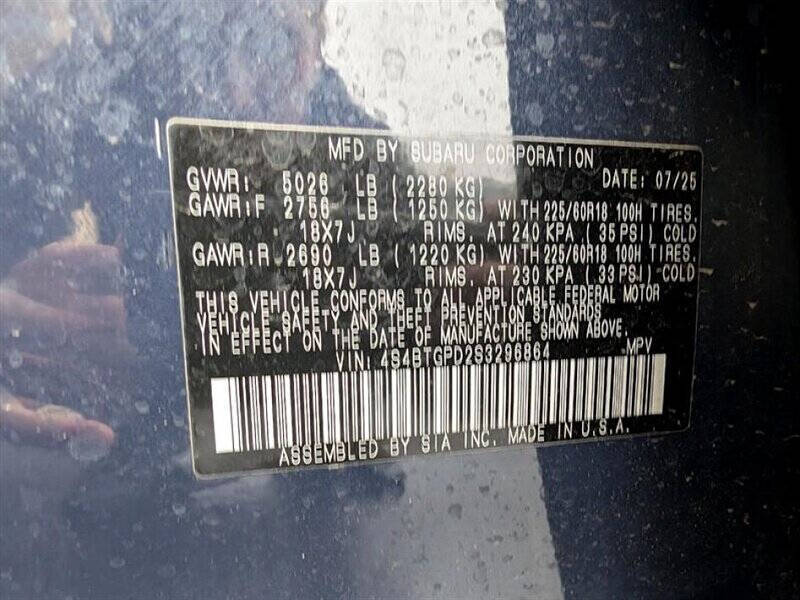 MFD BY SUBARU CORPORATION
GVWR: 5026 LB (2280 KG) DATE: 07/25
GAWR:F 2756 LB (1250 KG) WITH 225/60R18 100H TIRES.
18X7J RIMS. AT 240 KPA (35 PSI) COLD
GAWR:R 2690 LB (1220 KG) WITH 225/60R18 100H TIRES.
18X7J RIMS. AT 230 KPA (33 PSI) COLD
THIS VEHICLE CONFORMS TO ALL APPLICABLE FEDERAL MOTOR
VEHICLE SAFETY AND THEFT PREVENTION STANDARDS
IN EFFECT ON THE DATE OF MANUFACTURE SHOWN ABOVE.
VIN. 4S4BTGPD2S3296864 MPV
ASSEMBLED BY SIA INC. MADE IN U.S.A.